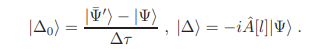 |Δ₀⟩ = (|Ψ̄′⟩ − |Ψ⟩) / Δτ , |Δ⟩ = −iÂ[l]|Ψ⟩ .